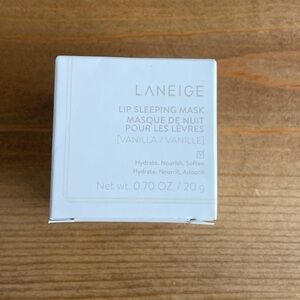 LANEIGE
LIP SLEEPING MASK
MASQUE DE NUIT
POUR LES LÈVRES
[VANILLA / VANILLE]
Hydrate, Nourish, Soften
Hydrate, Nourrit, Adoucit
Net wt. 0.70 OZ. / 20 g